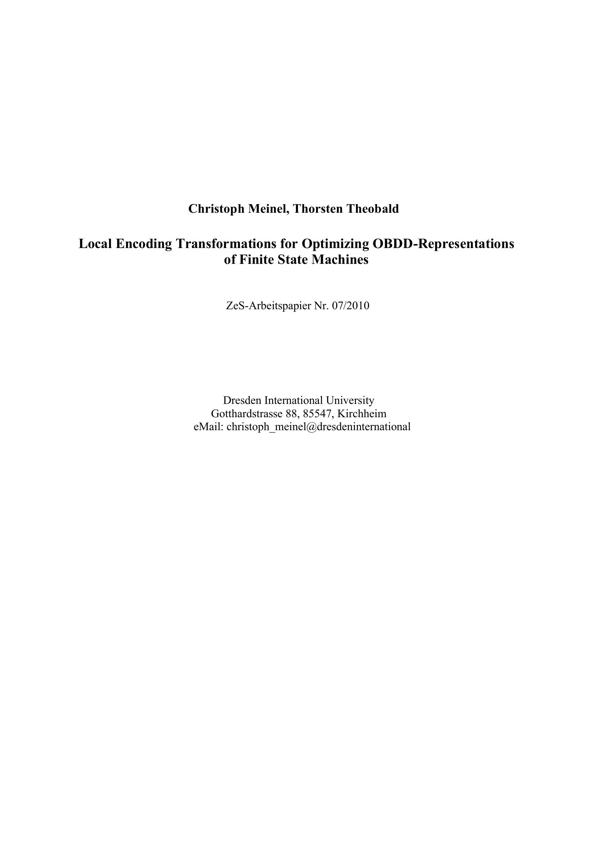 Christoph Meinel, Thorsten Theobald
Local Encoding Transformations for Optimizing OBDD-Representations
of Finite State Machines
ZeS-Arbeitspapier Nr. 07/2010
Dresden International University
Gotthardstrasse 88, 85547, Kirchheim
eMail: christoph_meinel@dresdeninternational